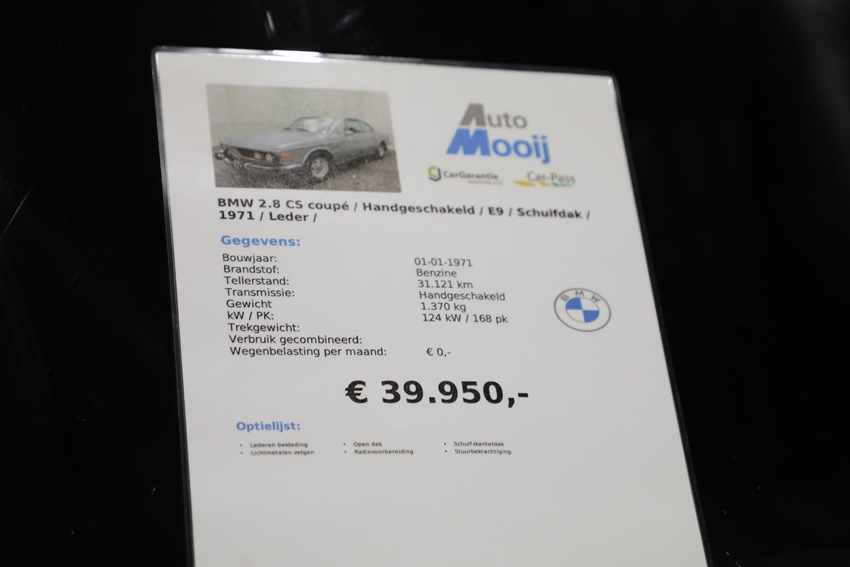 Auto
Mooij
CarGarantie
Car-Pass
BMW 2.8 CS coupé / Handgeschakeld / E9 / Schuifdak /
1971 / Leder /
Gegevens:
Bouwjaar: 01-01-1971
Brandstof: Benzine
Tellerstand: 31.121 km
Transmissie: Handgeschakeld
Gewicht 1.370 kg
kW / PK: 124 kW / 168 pk
Trekgewicht:
Verbruik gecombineerd:
Wegenbelasting per maand: € 0,-
BMW
€ 39.950,-
Optielijst:
• Lederen bekleding • Open dak • Schuif-/kanteldak
• Lichtmetalen velgen • Radiovoorbereiding • Stuurbekrachtiging